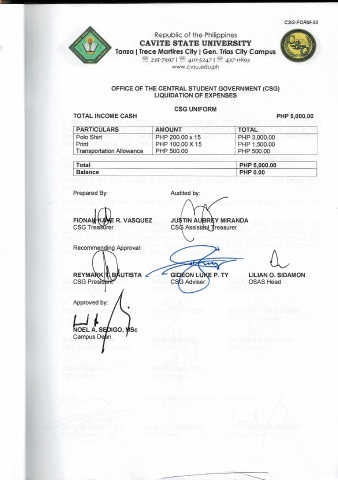 CSG-FORM-03
Republic of the Philippines
CAVITE STATE UNIVERSITY
Tanza | Trece Martires City | Gen. Trias City Campus
☏ 235-7997 | ☏ 410-5247 | ☏ 437-0693
www.cvsu.edu.ph
OFFICE OF THE CENTRAL STUDENT GOVERNMENT (CSG)
LIQUIDATION OF EXPENSES
CSG UNIFORM
TOTAL INCOME CASH PHP 5,000.00
PARTICULARS AMOUNT TOTAL
Polo Shirt PHP 200.00 x 15 PHP 3,000.00
Print PHP 100.00 X 15 PHP 1,500.00
Transportation Allowance PHP 500.00 PHP 500.00
Total PHP 5,000.00
Balance PHP 0.00
Prepared By: Audited by:
FIONAH KAYE R. VASQUEZ JUSTIN AUBREY MIRANDA
CSG Treasurer CSG Assistant Treasurer
Recommending Approval:
REYMARK T. BAUTISTA GIDEON LUKE P. TY LILIAN O. SIDAMON
CSG President CSG Adviser OSAS Head
Approved by:
NOEL A. SEDIGO, MSc
Campus Dean